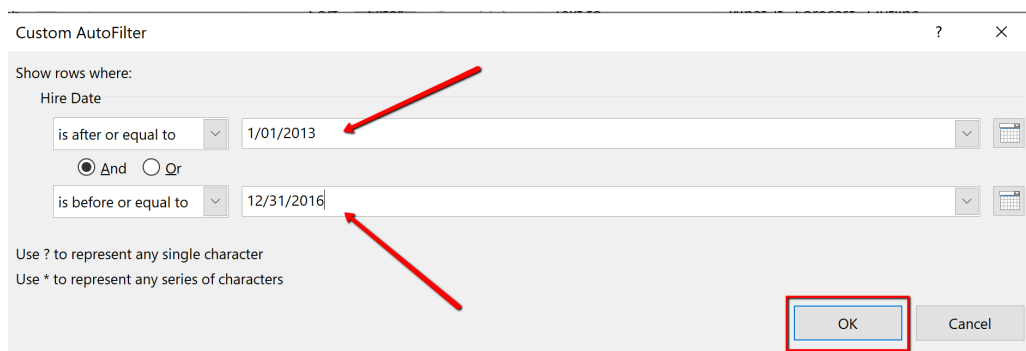 Custom AutoFilter ? ×
Show rows where:
Hire Date
is after or equal to 1/01/2013
And Or
is before or equal to 12/31/2016
Use ? to represent any single character
Use * to represent any series of characters
OK Cancel